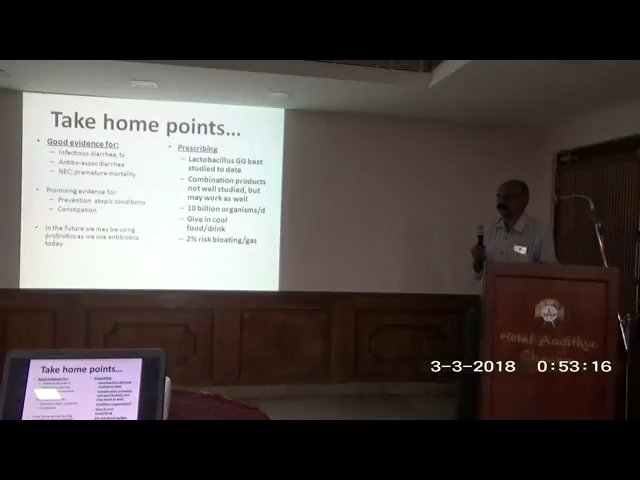 Take home points...
• Good evidence for:
– Infectious diarrhea, tx
– Antibx-assoc diarrhea
– NEC; premature mortality
• Promising evidence for:
– Prevention atopic conditions
– Constipation
• In the future we may be using
probiotics as we use antibiotics
today
• Prescribing
– Lactobacillus GG best
studied to date
– Combination products
not well studied, but
may work as well
– 10 billion organisms/d
– Give in cool
food/drink
– 2% risk bloating/gas
Hotel Aadithya
3-3-2018 0:53:16
Take home points...
Prescribing